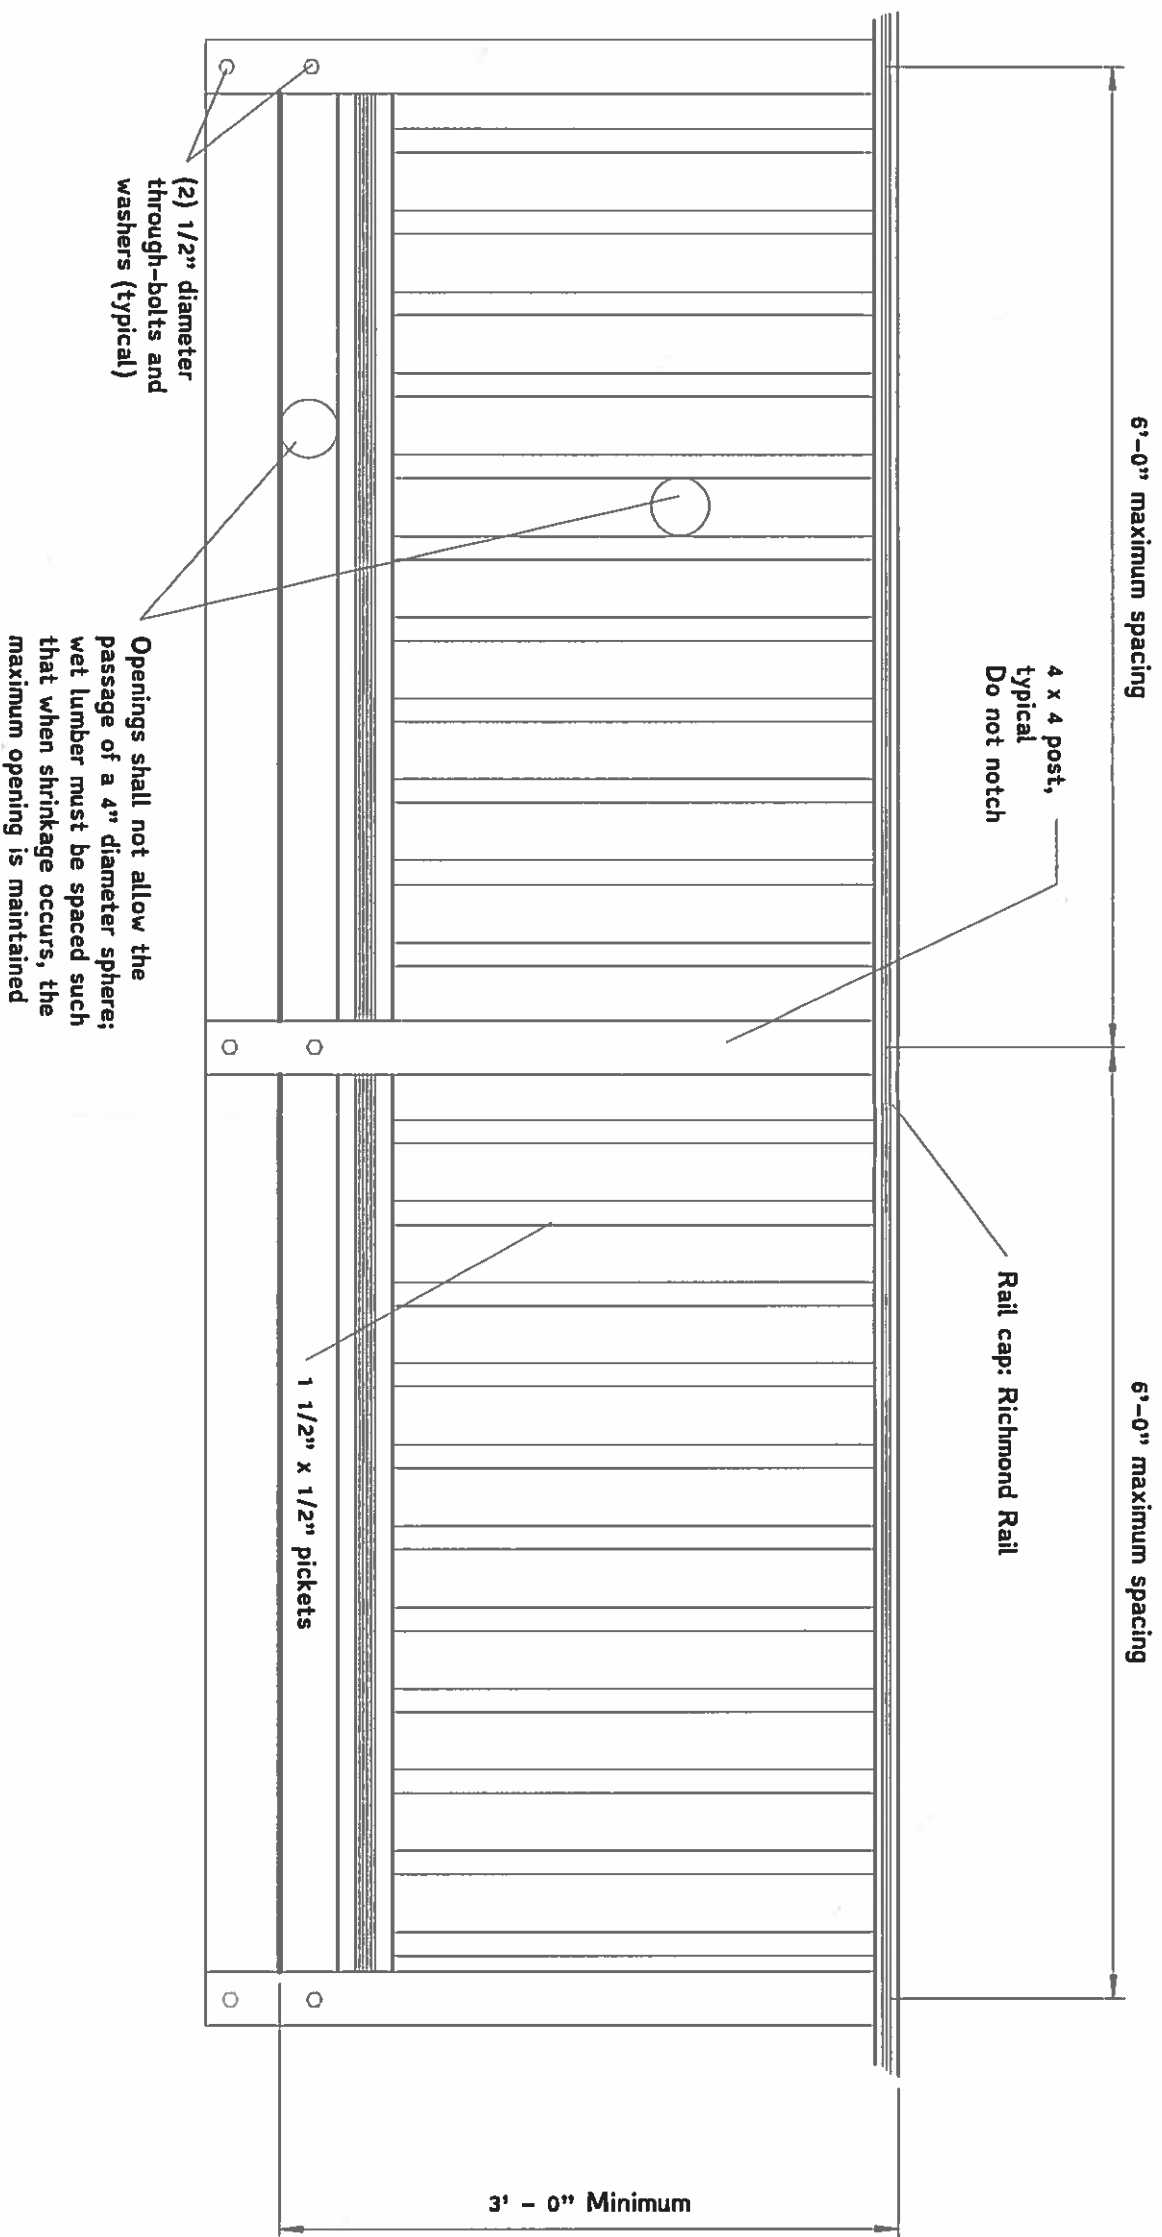 6'-0" maximum spacing
6'-0" maximum spacing
4 x 4 post,
typical
Do not notch
Rail cap: Richmond Rail
3' - 0" Minimum
1 1/2" x 1/2" pickets
(2) 1/2" diameter
through-bolts and
washers (typical)
Openings shall not allow the
passage of a 4" diameter sphere;
wet lumber must be spaced such
that when shrinkage occurs, the
maximum opening is maintained